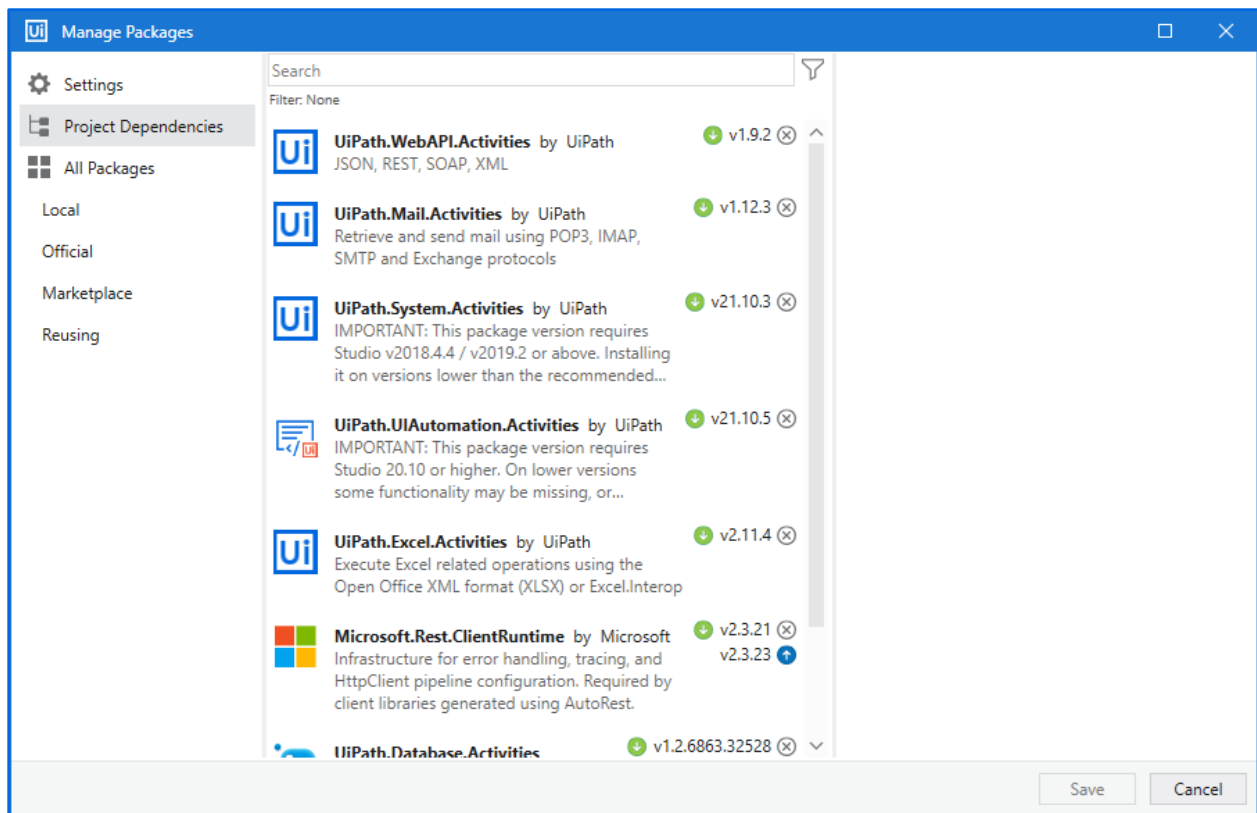 Ui Manage Packages
Settings
Project Dependencies
All Packages
Local
Official
Marketplace
Reusing
Search
Filter: None
Ui
UiPath.WebAPI.Activities by UiPath v1.9.2
JSON, REST, SOAP, XML
Ui
UiPath.Mail.Activities by UiPath v1.12.3
Retrieve and send mail using POP3, IMAP,
SMTP and Exchange protocols
Ui
UiPath.System.Activities by UiPath v21.10.3
IMPORTANT: This package version requires
Studio v2018.4.4 / v2019.2 or above. Installing
it on versions lower than the recommended...
</ Ui
UiPath.UIAutomation.Activities by UiPath v21.10.5
IMPORTANT: This package version requires
Studio 20.10 or higher. On lower versions
some functionality may be missing, or...
Ui
UiPath.Excel.Activities by UiPath v2.11.4
Execute Excel related operations using the
Open Office XML format (XLSX) or Excel.Interop
Microsoft.Rest.ClientRuntime by Microsoft v2.3.21
Infrastructure for error handling, tracing, and v2.3.23
HttpClient pipeline configuration. Required by
client libraries generated using AutoRest.
UiPath.Database.Activities v1.2.6863.32528
Save Cancel